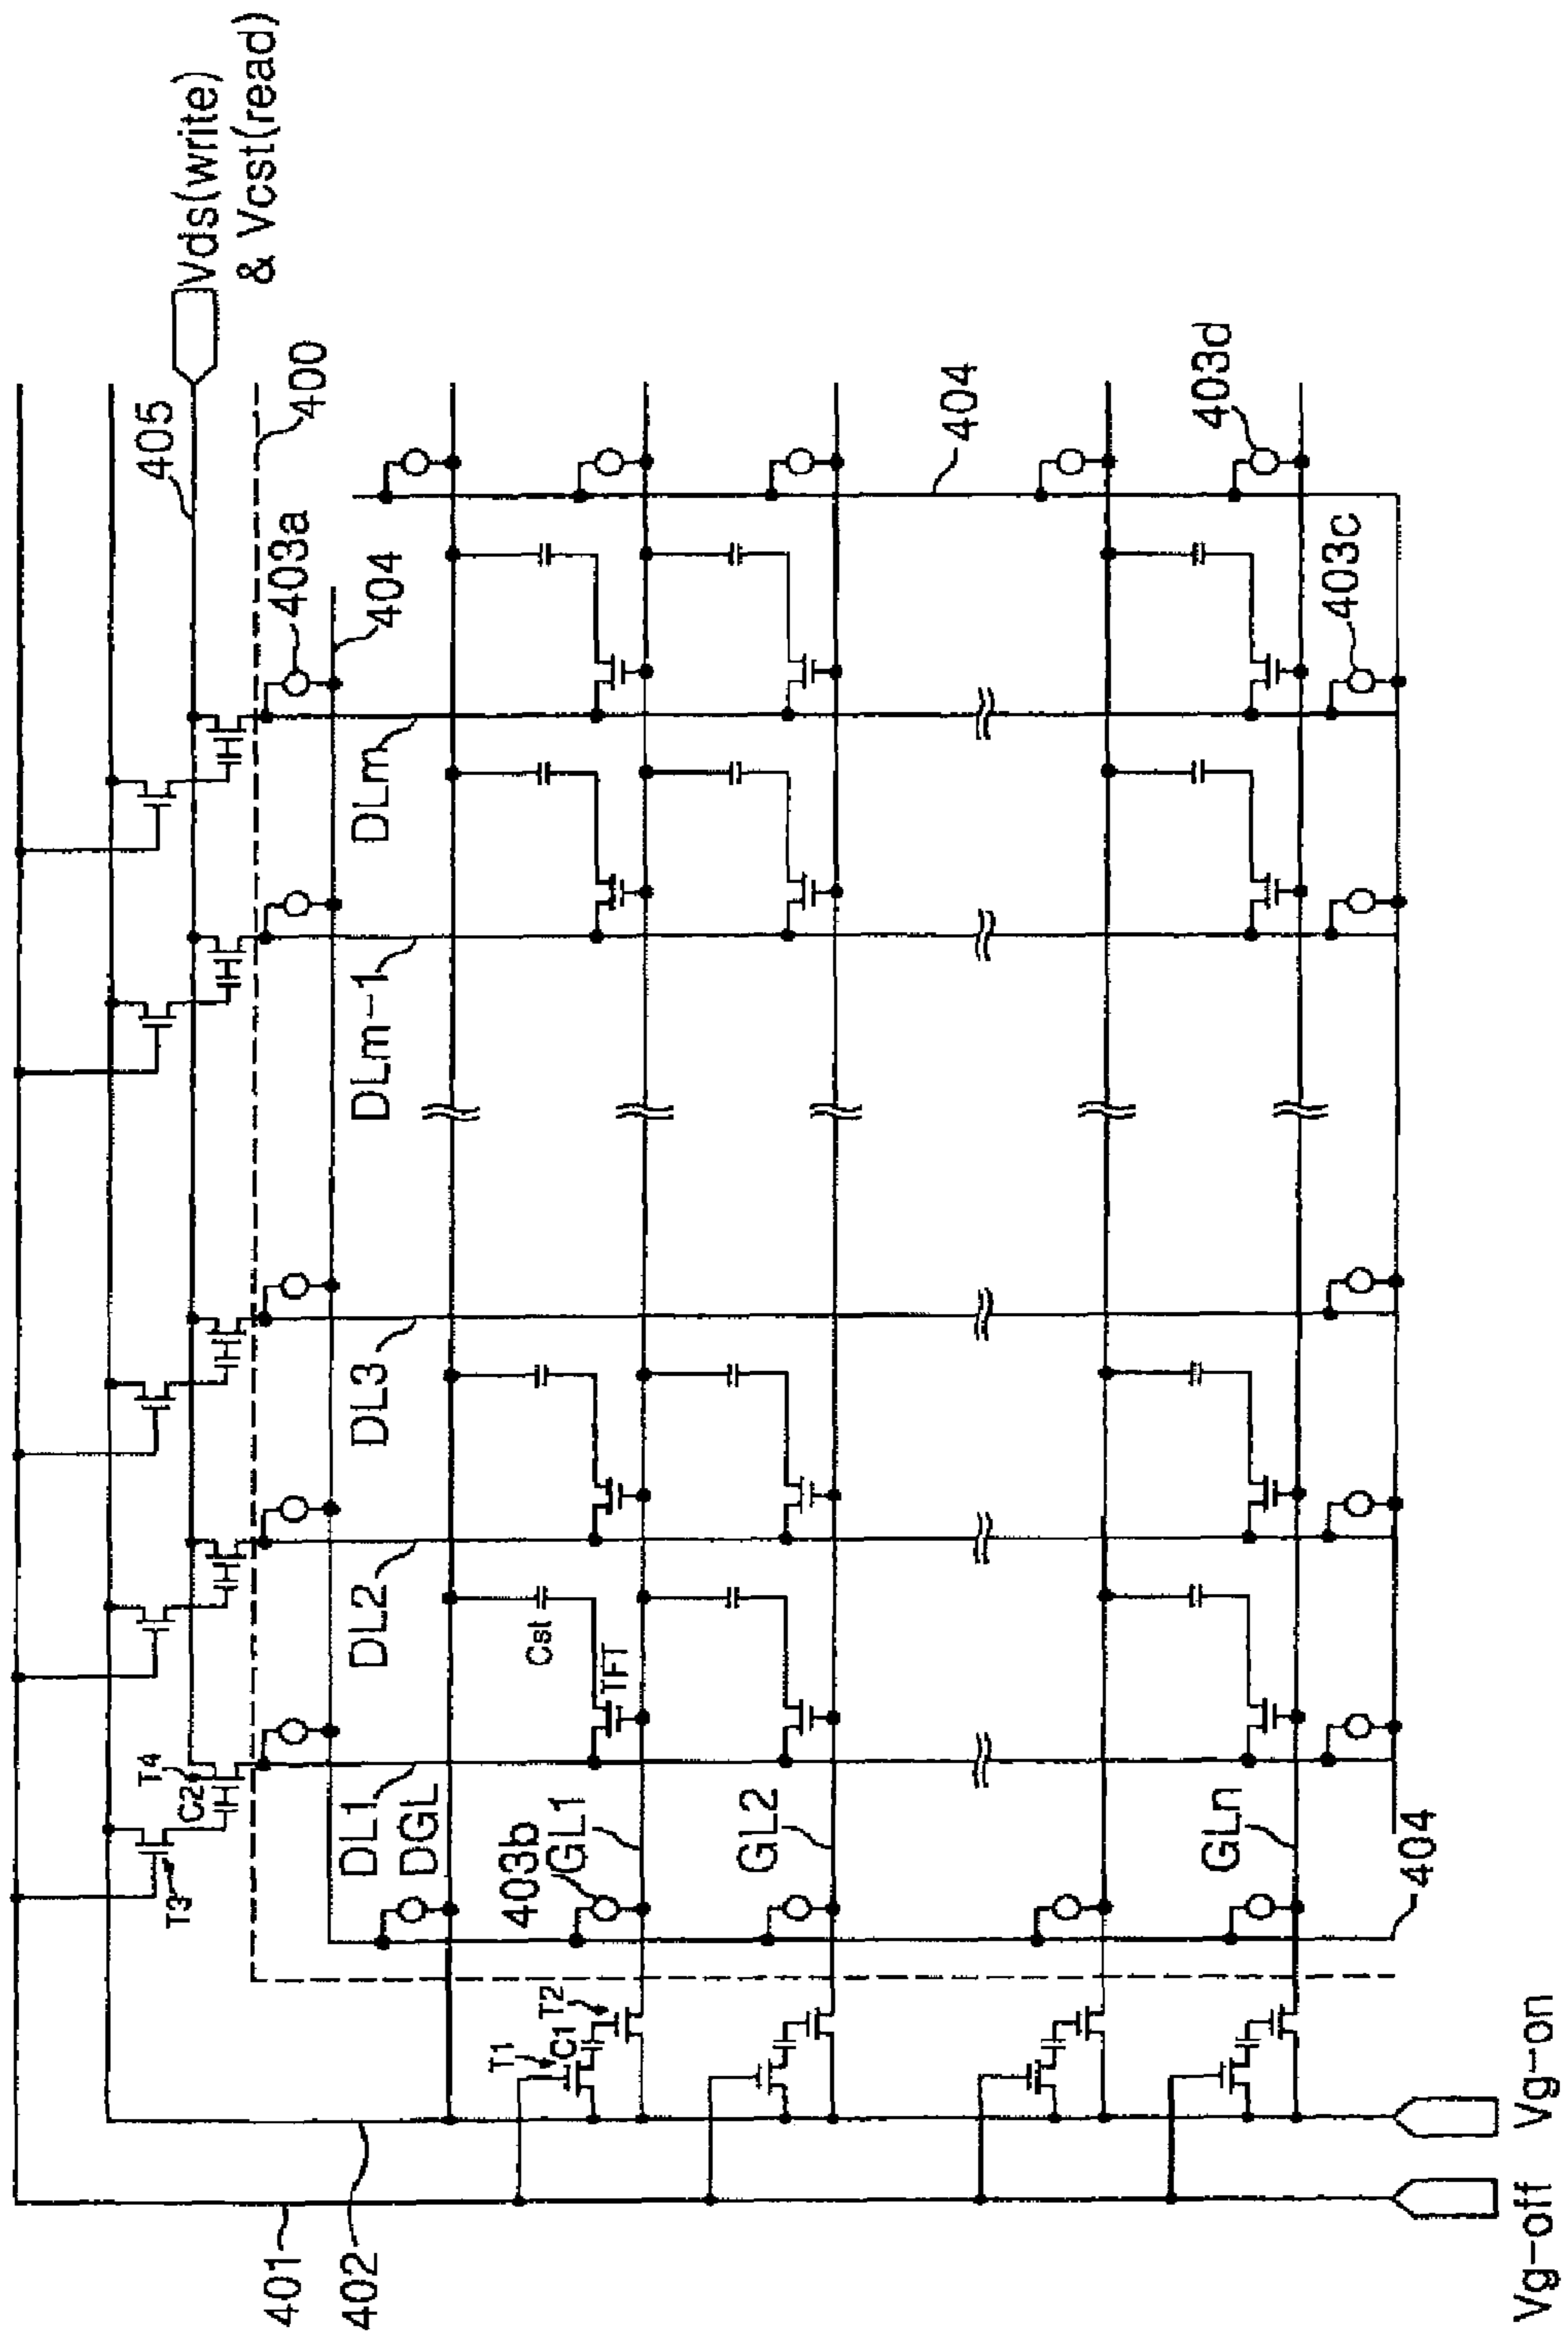 Vds(write)
& Vcst(read)
405
400
403a
404
404
403d
403c
DLm
DLm-1
DL3
DL2
DL1
DGL
Cst
TFT
T4
C2
T3
403b
GL1
GL2
GLn
404
T1
C1
T2
401
402
Vg-off
Vg-on